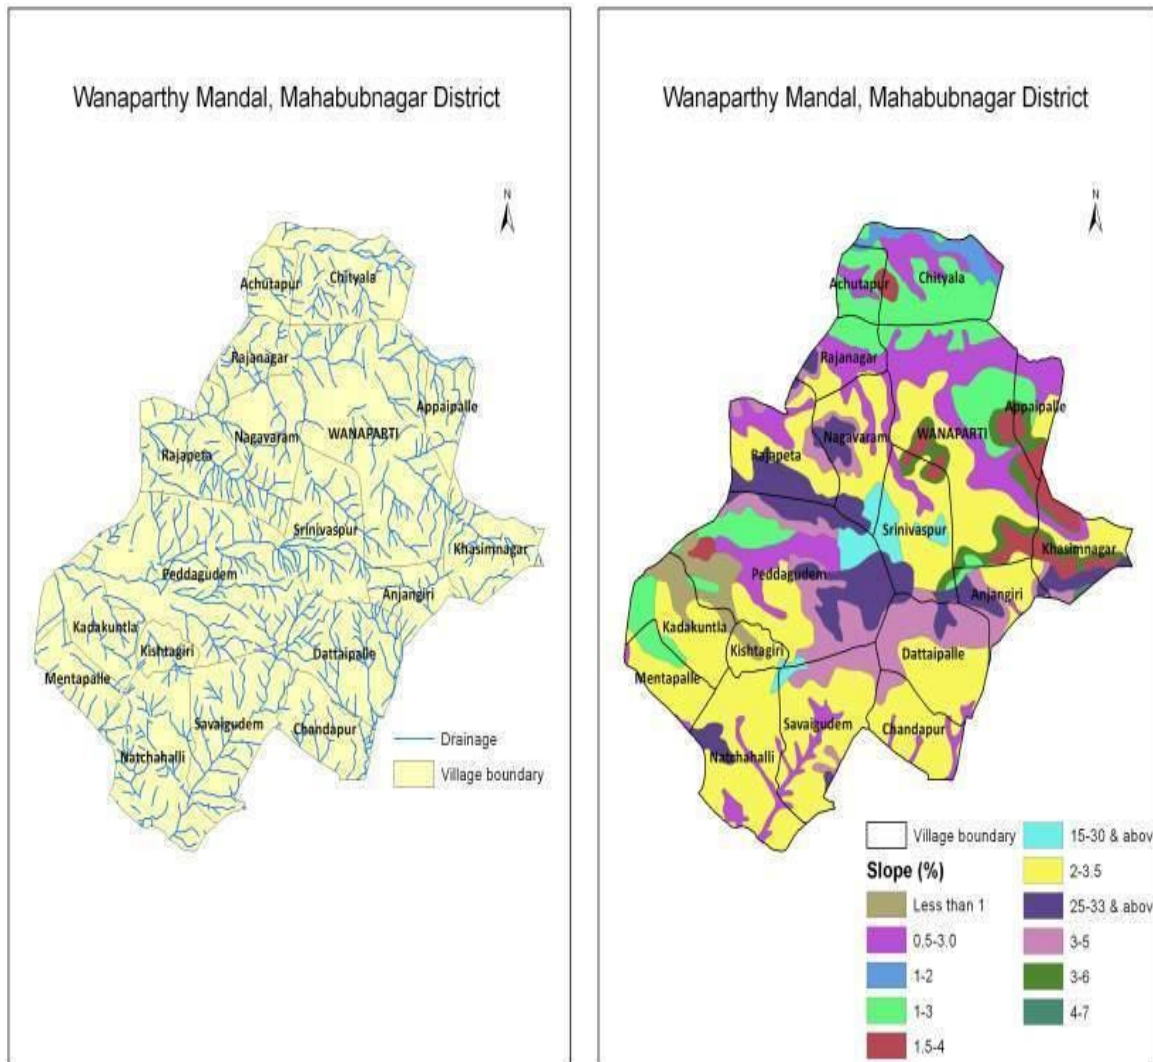 Wanaparthy Mandal, Mahabubnagar District
N
Achutapur
Chityala
Rajanagar
Appaipalle
Nagavaram
WANAPARTI
Rajapeta
Srinivaspur
Khasimnagar
Peddagudem
Anjangiri
Kadakuntla
Kishtagiri
Dattaipalle
Mentapalle
Savaigudem
Chandapur
Natchahalli
Drainage
Village boundary
Wanaparthy Mandal, Mahabubnagar District
N
Achutapur
Chityala
Rajanagar
Appaipalle
Nagavaram
WANAPARTI
Rajapeta
Srinivaspur
Khasimnagar
Peddagudem
Anjangiri
Kadakuntla
Kishtagiri
Dattaipalle
Mentapalle
Savaigudem
Chandapur
Natchahalli
Village boundary
Slope (%)
Less than 1
0.5-3.0
1-2
1-3
1.5-4
15-30 & above
2-3.5
25-33 & above
3-5
3-6
4-7